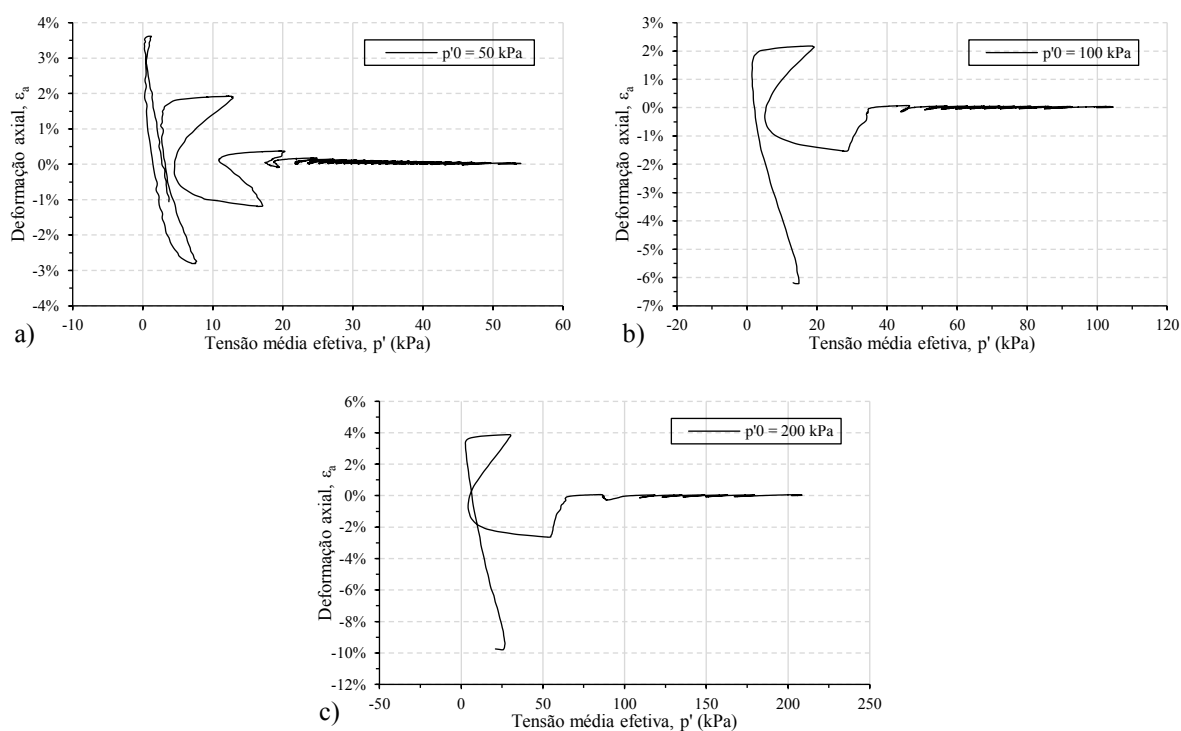 4%
3%
2%
1%
0%
-1%
-2%
-3%
-4%
Deformação axial, εa
p'0 = 50 kPa
-10 0 10 20 30 40 50 60
Tensão média efetiva, p' (kPa)
a)
3%
2%
1%
0%
-1%
-2%
-3%
-4%
-5%
-6%
-7%
Deformação axial, εa
p'0 = 100 kPa
-20 0 20 40 60 80 100 120
Tensão média efetiva, p' (kPa)
b)
6%
4%
2%
0%
-2%
-4%
-6%
-8%
-10%
-12%
Deformação axial, εa
p'0 = 200 kPa
-50 0 50 100 150 200 250
Tensão média efetiva, p' (kPa)
c)